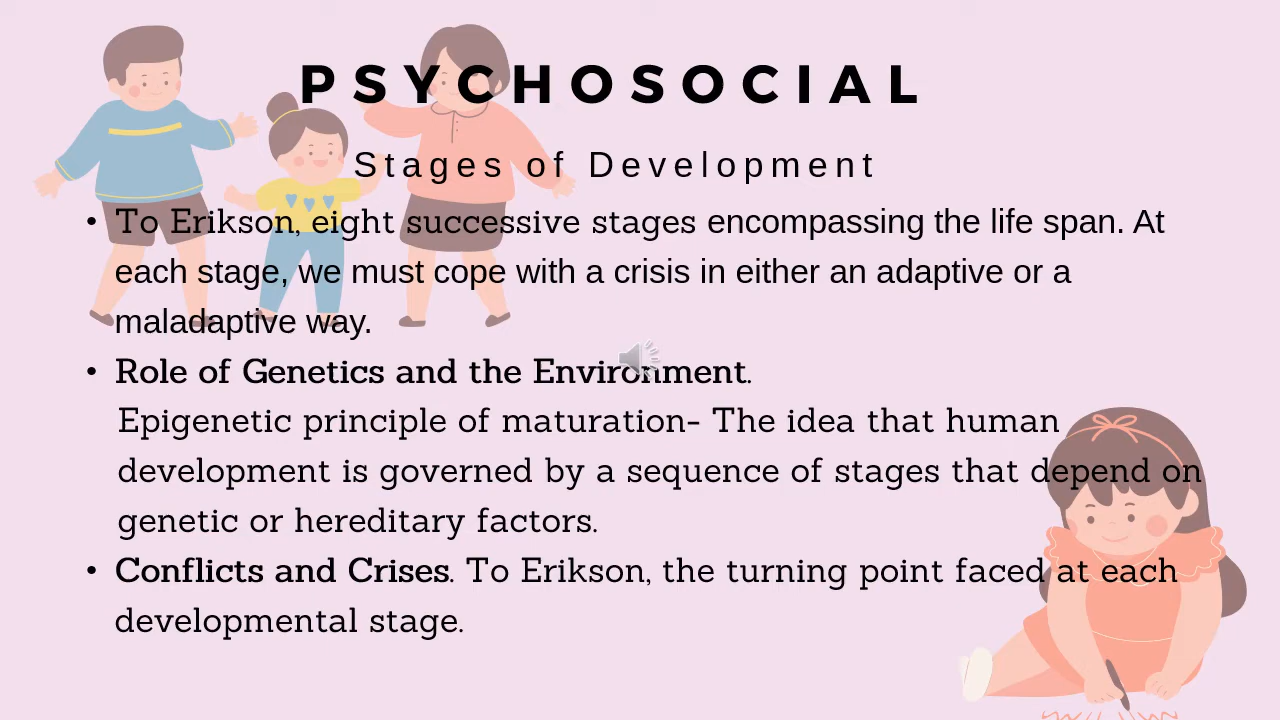 PSYCHOSOCIAL
Stages of Development
• To Erikson, eight successive stages encompassing the life span. At
each stage, we must cope with a crisis in either an adaptive or a
maladaptive way.
• Role of Genetics and the Environment.
Epigenetic principle of maturation- The idea that human
development is governed by a sequence of stages that depend on
genetic or hereditary factors.
• Conflicts and Crises. To Erikson, the turning point faced at each
developmental stage.